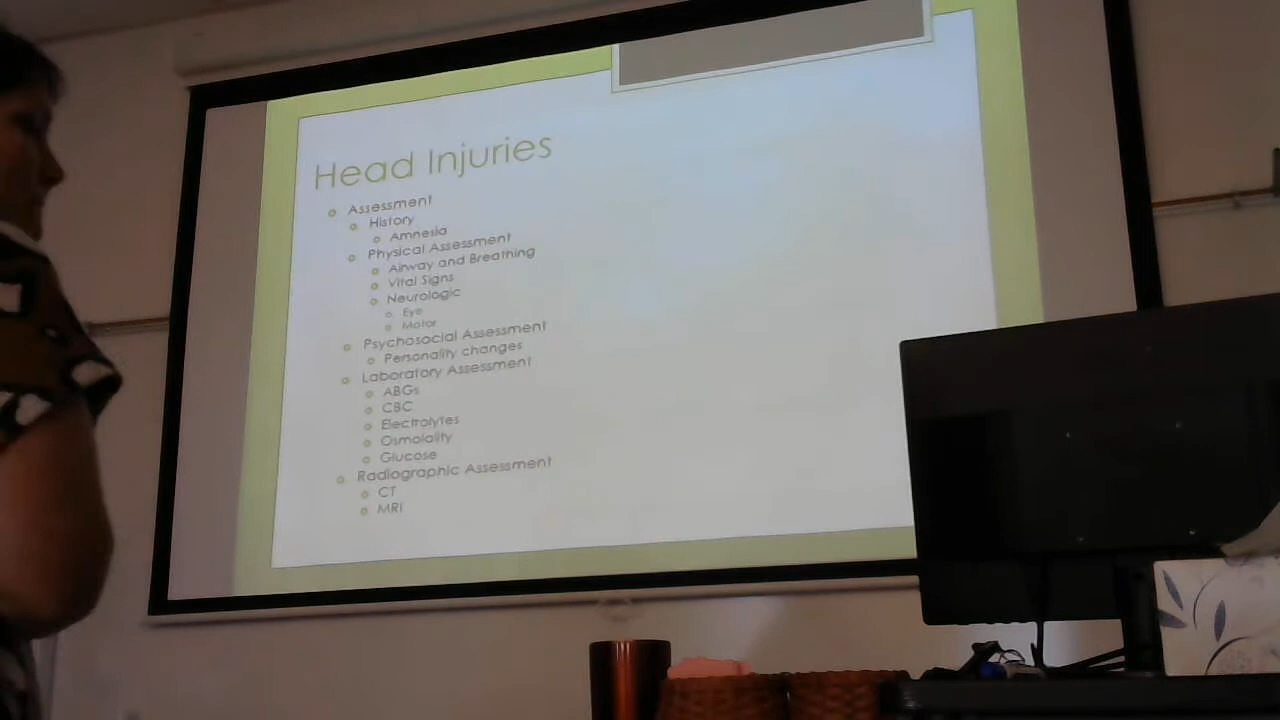 Head Injuries
Assessment
History
Amnesia
Physical Assessment
Airway and Breathing
Vital Signs
Neurologic
Eye
Motor
Psychosocial Assessment
Personality changes
Laboratory Assessment
ABGs
CBC
Electrolytes
Osmolality
Glucose
Radiographic Assessment
CT
MRI